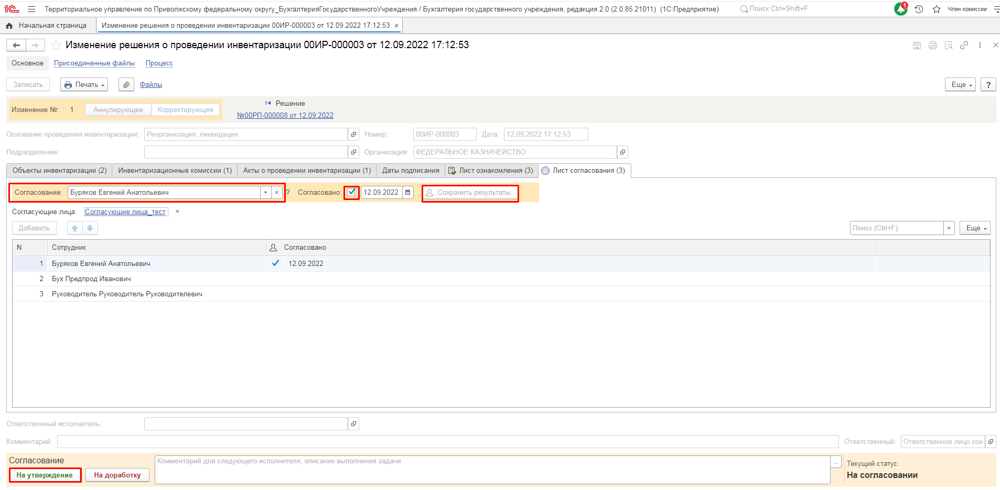 1С Территориальное управление по Приволжскому федеральному округу_БухгалтерияГосударственногоУчреждения / Бухгалтерия государственного учреждения, редакция 2.0 (2.0.85.21011) (1С:Предприятие) Поиск Ctrl+Shift+F 1 Член комиссии
Начальная страница Изменение решения о проведении инвентаризации 00ИР-000003 от 12.09.2022 17:12:53 ×
Изменение решения о проведении инвентаризации 00ИР-000003 от 12.09.2022 17:12:53
Основное Присоединенные файлы Процесс
Записать Печать Файлы Еще ?
Изменение №: 1 Аннулирующее Корректирующее Решение
№00РП-000008 от 12.09.2022
Основание проведения инвентаризации: Реорганизация, ликвидация Номер: 00ИР-000003 Дата: 12.09.2022 17:12:53
Подразделение: Организация: ФЕДЕРАЛЬНОЕ КАЗНАЧЕЙСТВО
Объекты инвентаризации (2) Инвентаризационные комиссии (1) Акты о проведении инвентаризации (1) Даты подписания Лист ознакомления (3) Лист согласования (3)
Согласование: Буряков Евгений Анатольевич × ? Согласовано: 12.09.2022 Сохранить результаты
Согласующие лица: Согласующие лица_тест ×
Добавить Поиск (Ctrl+F) × Еще
N Сотрудник Согласовано
1 Буряков Евгений Анатольевич 12.09.2022
2 Бух Предпрод Иванович
3 Руководитель Руководитель Руководителевич
Ответственный исполнитель:
Комментарий: Ответственный: Ответственное лицо ком
Согласование Комментарий для следующего исполнителя, описание выполнения задачи ... Текущий статус:
На утверждение На доработку На согласовании